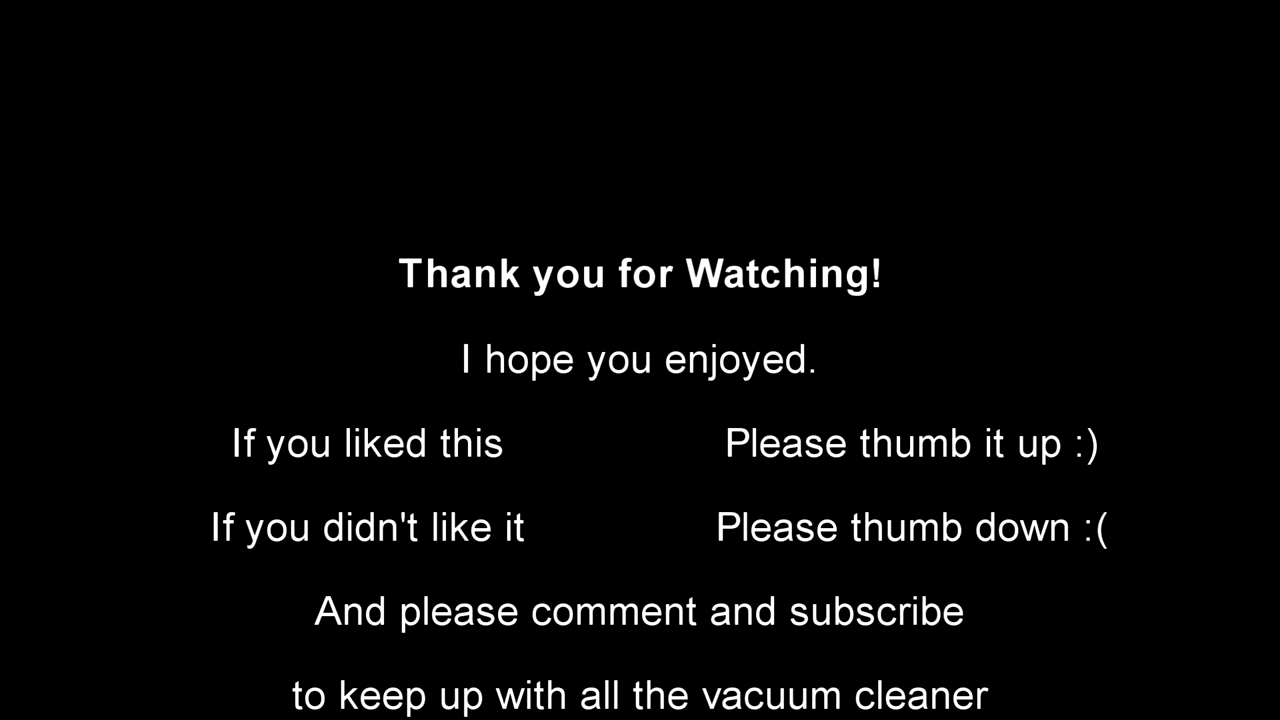 Thank you for Watching!
I hope you enjoyed.
If you liked this Please thumb it up :)
If you didn't like it Please thumb down :(
And please comment and subscribe
to keep up with all the vacuum cleaner